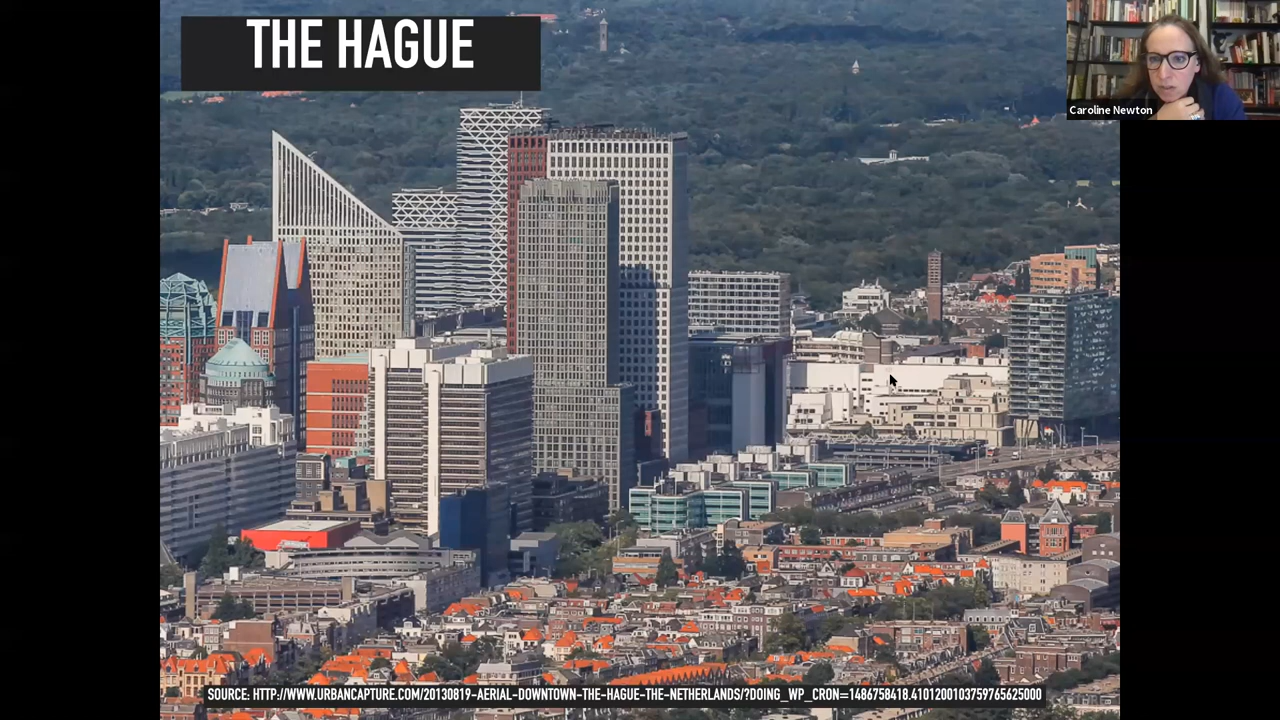 THE HAGUE
Caroline Newton
SOURCE: HTTP://WWW.URBANCAPTURE.COM/20130819-AERIAL-DOWNTOWN-THE-HAGUE-THE-NETHERLANDS/?DOING_WP_CRON=1486758418.4101200103759765625000